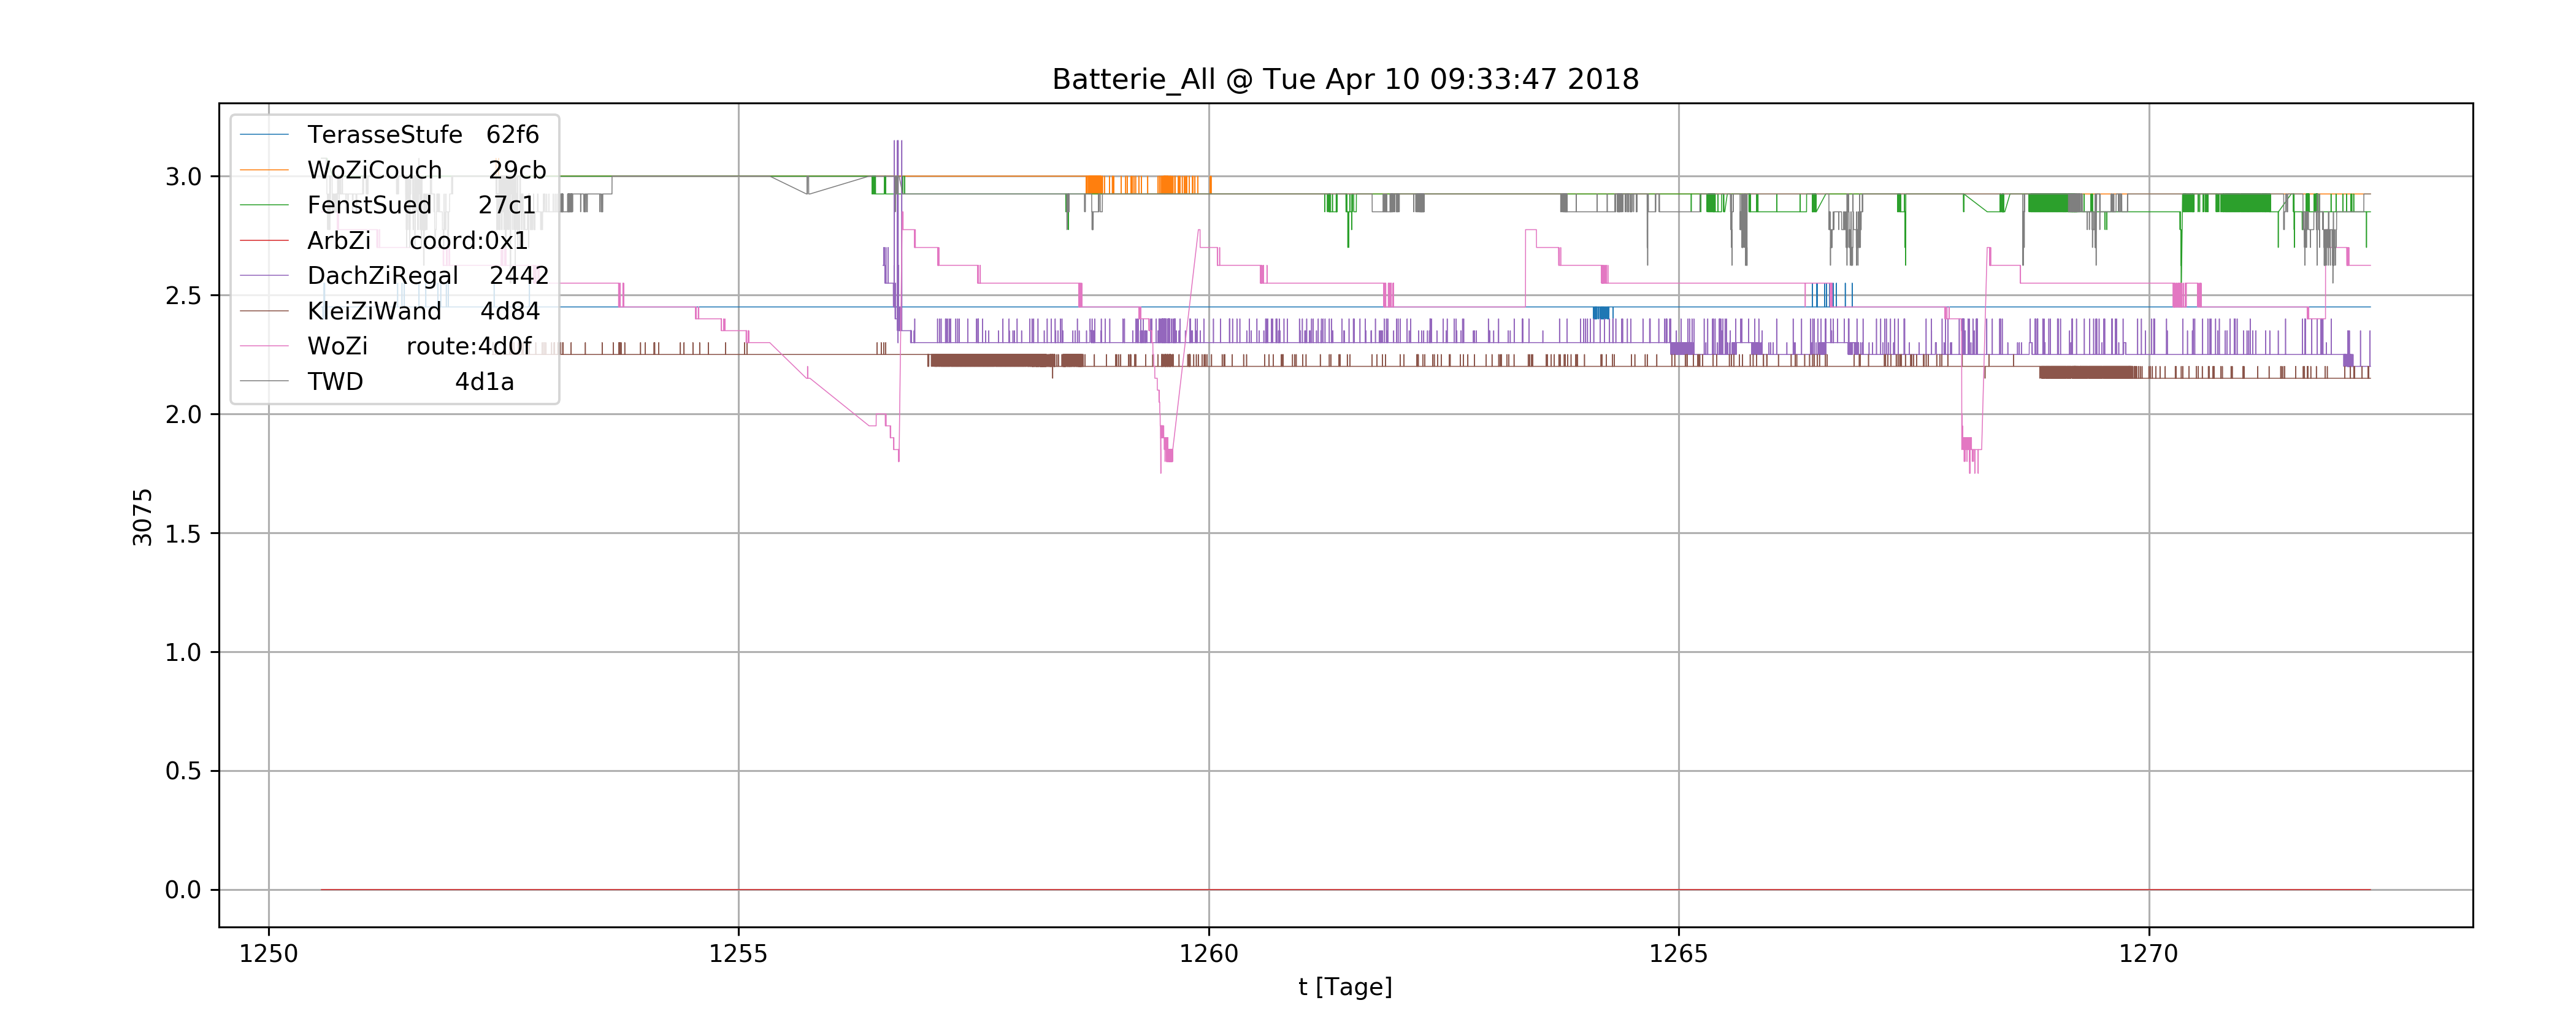 Batterie_All @ Tue Apr 10 09:33:47 2018
TerasseStufe 62f6
WoZiCouch 29cb
FenstSued 27c1
ArbZi coord:0x1
DachZiRegal 2442
KleiZiWand 4d84
WoZi route:4d0f
TWD 4d1a
3.0
2.5
2.0
1.5
1.0
0.5
0.0
3075
1250 1255 1260 1265 1270
t [Tage]